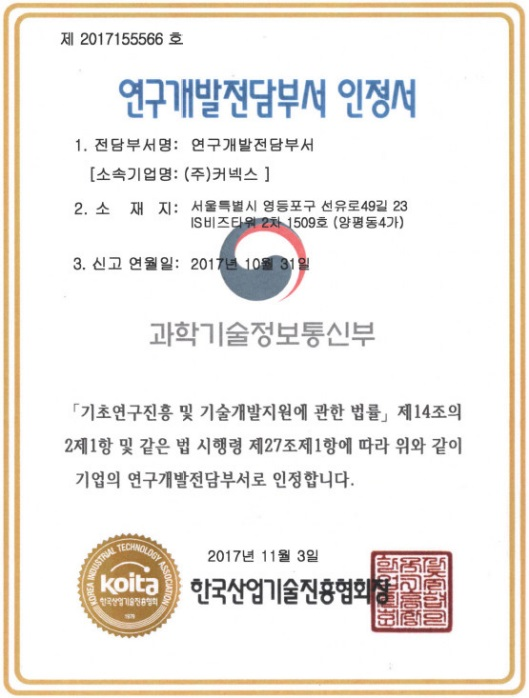 제 2017155566 호
연구개발전담부서 인정서
1. 전담부서명: 연구개발전담부서
[소속기업명: (주)커넥스 ]
2. 소 재 지: 서울특별시 영등포구 선유로49길 23
IS비즈타워 2차 1509호 (양평동4가)
3. 신고 연월일: 2017년 10월 31일
과학기술정보통신부
「기초연구진흥 및 기술개발지원에 관한 법률」 제14조의
2제1항 및 같은 법 시행령 제27조제1항에 따라 위와 같이
기업의 연구개발전담부서로 인정합니다.
2017년 11월 3일
한국산업기술진흥협회장
KOREA INDUSTRIAL TECHNOLOGY ASSOCIATION
koita
한국산업기술진흥협회
1979